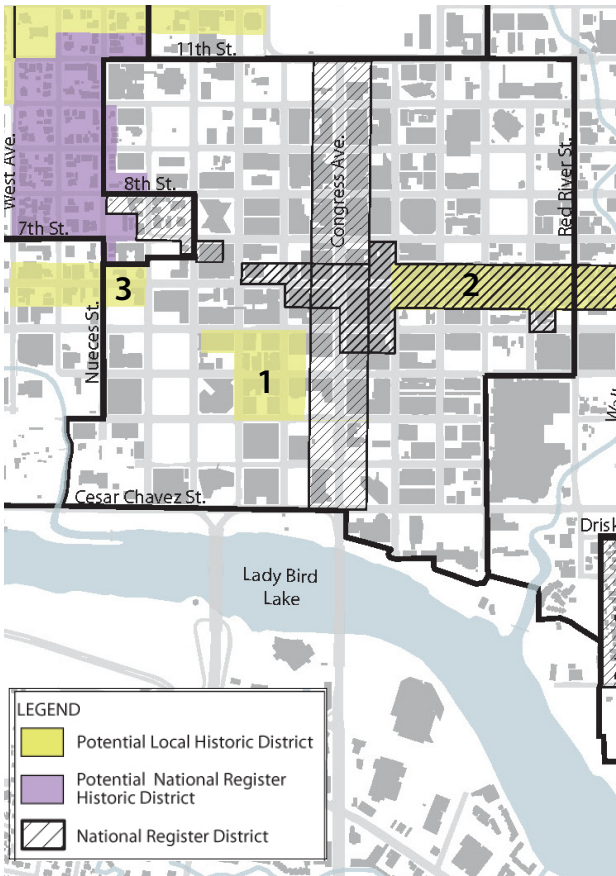 11th St.
West Ave.
Congress Ave.
Red River St.
8th St.
7th St.
3
2
Nueces St.
1
Cesar Chavez St.
Lady Bird
Lake
LEGEND
Potential Local Historic District
Potential National Register
Historic District
National Register District